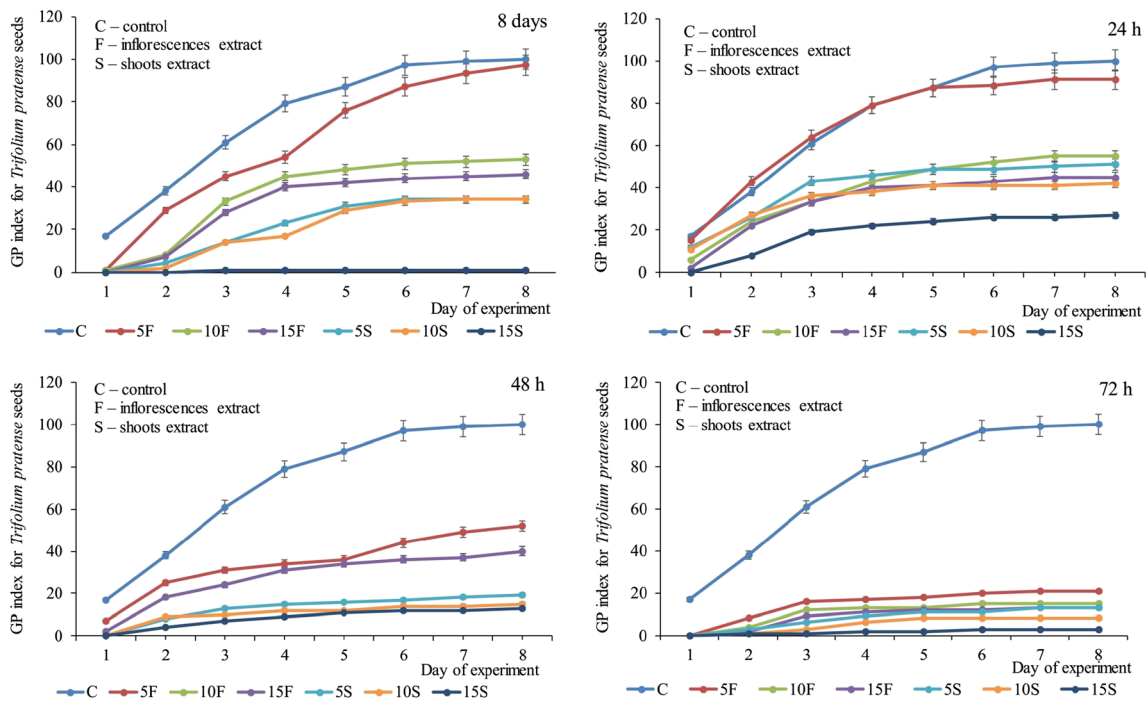 GP index for Trifolium pratense seeds
120
100
80
60
40
20
0
C – control
F – inflorescences extract
S – shoots extract
8 days
1 2 3 4 5 6 7 8
Day of experiment
C 5F 10F 15F 5S 10S 15S
GP index for Trifolium pratense seeds
120
100
80
60
40
20
0
C – control
F – inflorescences extract
S – shoots extract
24 h
1 2 3 4 5 6 7 8
Day of experiment
C 5F 10F 15F 5S 10S 15S
GP index for Trifolium pratense seeds
120
100
80
60
40
20
0
C – control
F – inflorescences extract
S – shoots extract
48 h
1 2 3 4 5 6 7 8
Day of experiment
C 5F 10F 15F 5S 10S 15S
GP index for Trifolium pratense seeds
120
100
80
60
40
20
0
C – control
F – inflorescences extract
S – shoots extract
72 h
1 2 3 4 5 6 7 8
Day of experiment
C 5F 10F 15F 5S 10S 15S